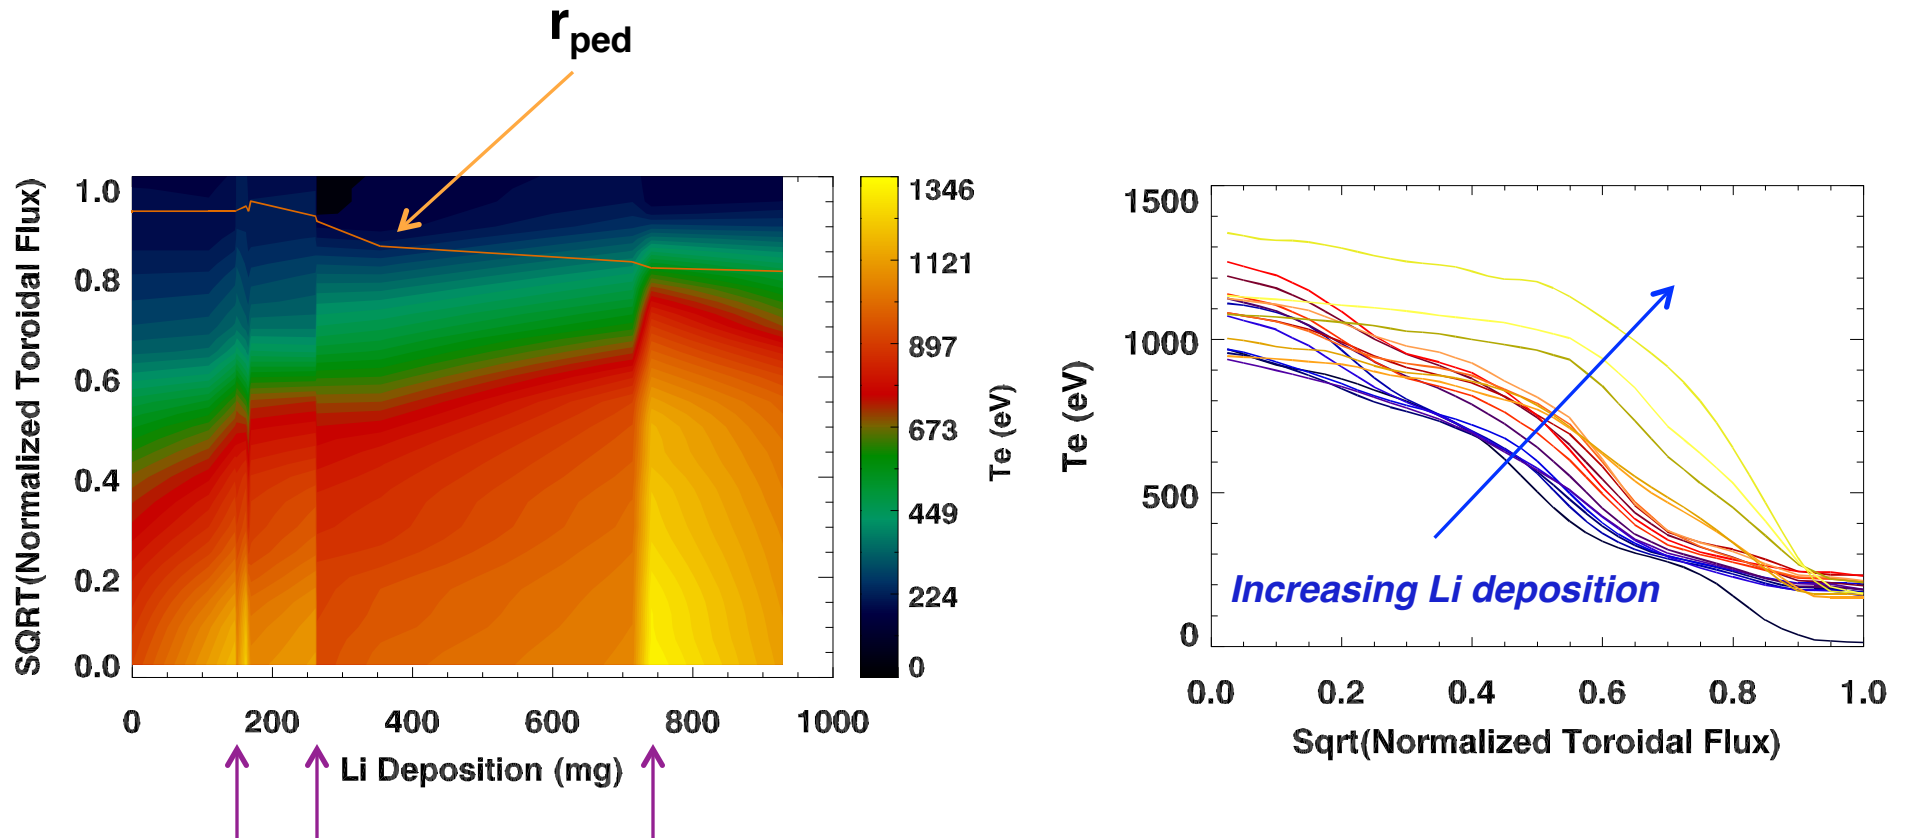 rped
SQRT(Normalized Toroidal Flux)
1.0
0.8
0.6
0.4
0.2
0.0
0 200 400 600 800 1000
Li Deposition (mg)
1346
1121
897
673
449
224
0
Te (eV)
Te (eV)
1500
1000
500
0
Increasing Li deposition
0.0 0.2 0.4 0.6 0.8 1.0
Sqrt(Normalized Toroidal Flux)